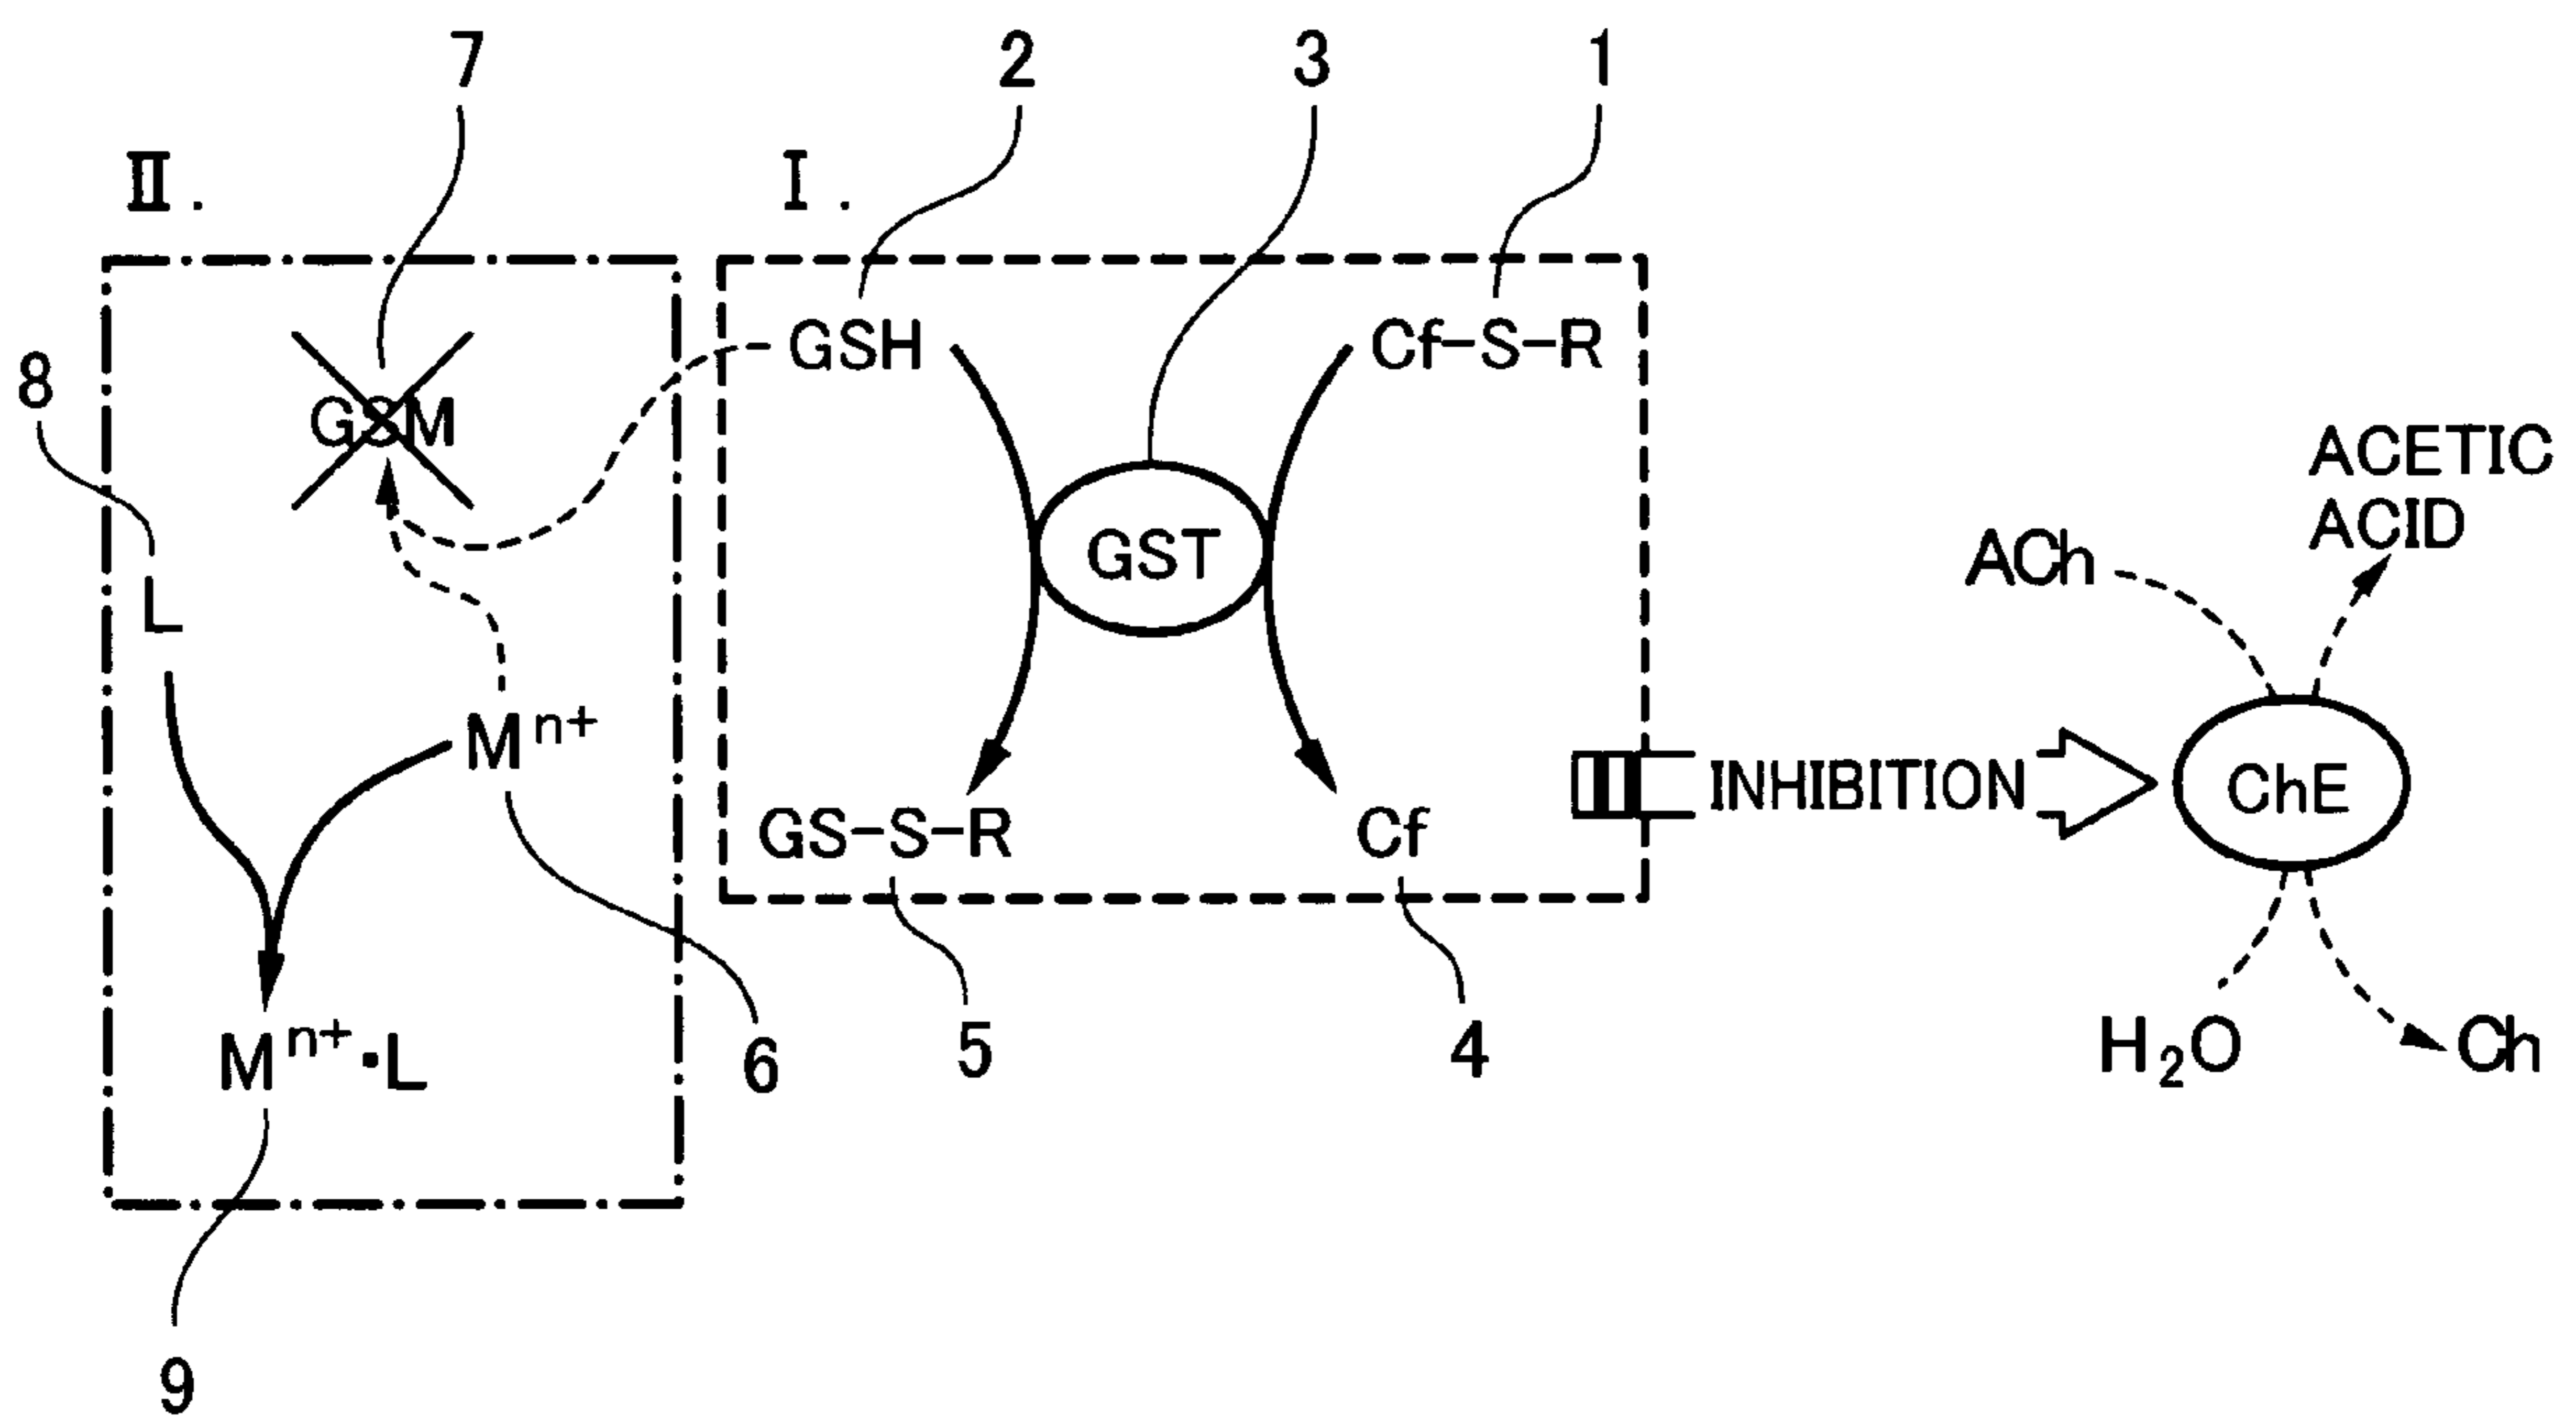 7
2
3
1
II.
I.
8
GSH
Cf-S-R
GSM
GST
L
M^n+
ACh
ACETIC
ACID
GS-S-R
Cf
INHIBITION
ChE
M^n+·L
6
5
4
H₂O
Ch
9